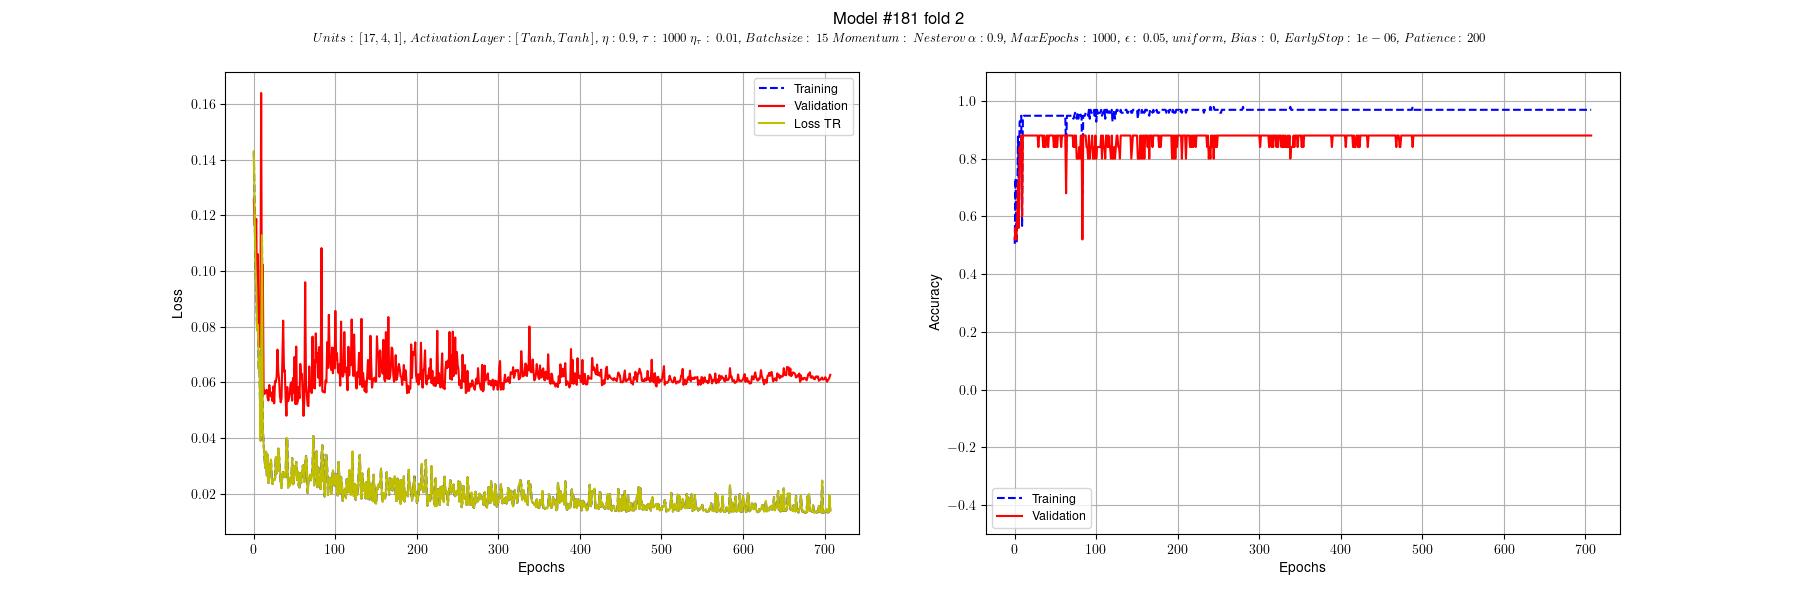 Model #181 fold 2
Units : [17, 4, 1], ActivationLayer : [Tanh, Tanh], η : 0.9, τ : 1000 η_τ : 0.01, Batchsize : 15 Momentum : Nesterov α : 0.9, MaxEpochs : 1000, ϵ : 0.05, uniform, Bias : 0, EarlyStop : 1e − 06, Patience : 200
Training
Validation
Loss TR
0.16
0.14
0.12
0.10
0.08
0.06
0.04
0.02
Loss
0 100 200 300 400 500 600 700
Epochs
1.0
0.8
0.6
0.4
0.2
0.0
−0.2
−0.4
Accuracy
Training
Validation
0 100 200 300 400 500 600 700
Epochs